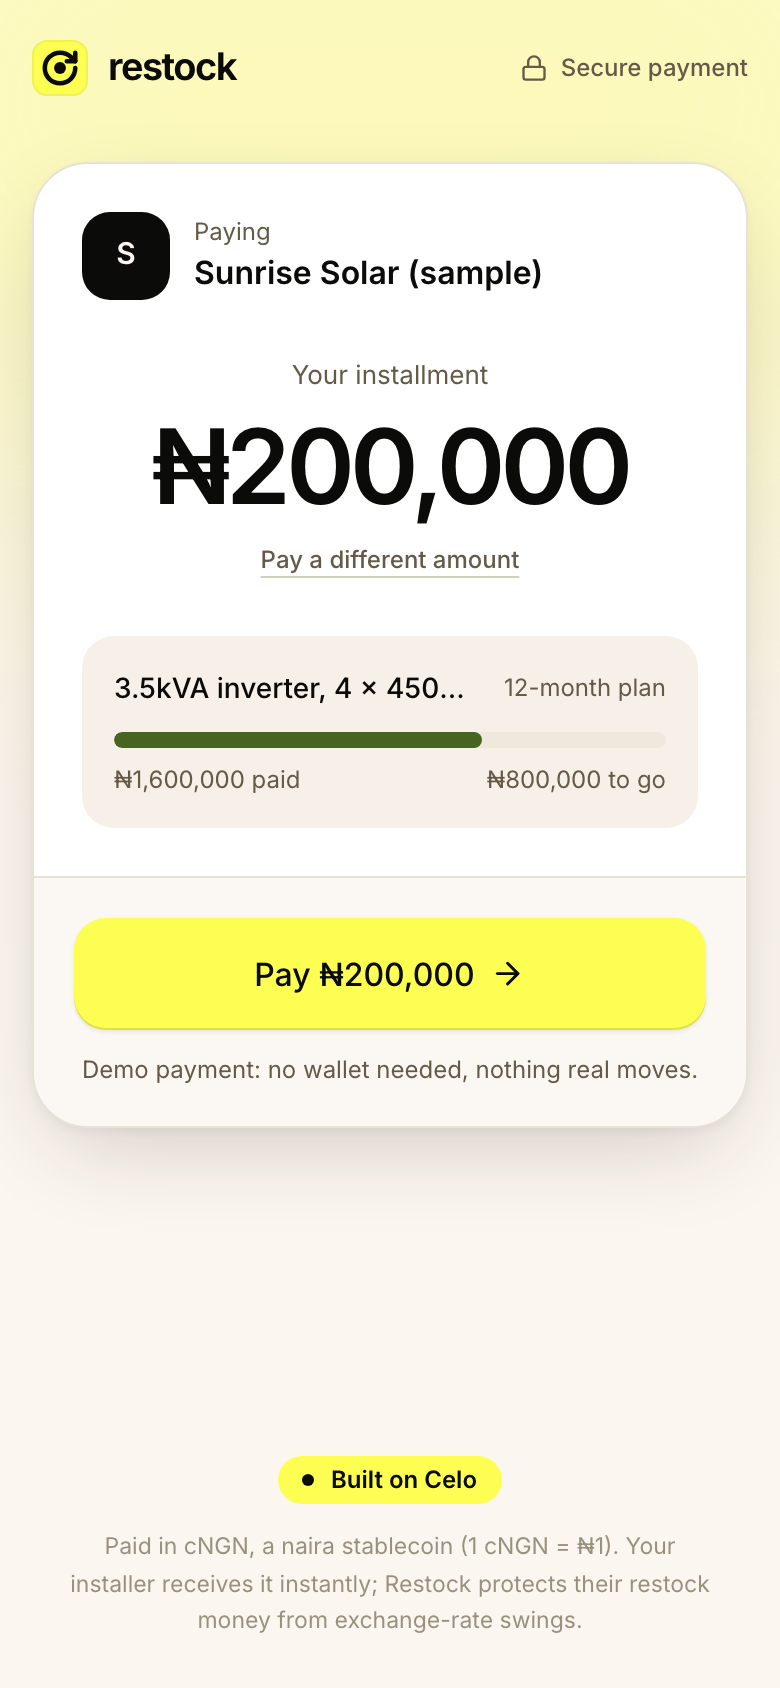 restock
Secure payment
S
Paying
Sunrise Solar (sample)
Your installment
₦200,000
Pay a different amount
3.5kVA inverter, 4 × 450...
12-month plan
₦1,600,000 paid
₦800,000 to go
Pay ₦200,000 →
Demo payment: no wallet needed, nothing real moves.
Built on Celo
Paid in cNGN, a naira stablecoin (1 cNGN = ₦1). Your
installer receives it instantly; Restock protects their restock
money from exchange-rate swings.